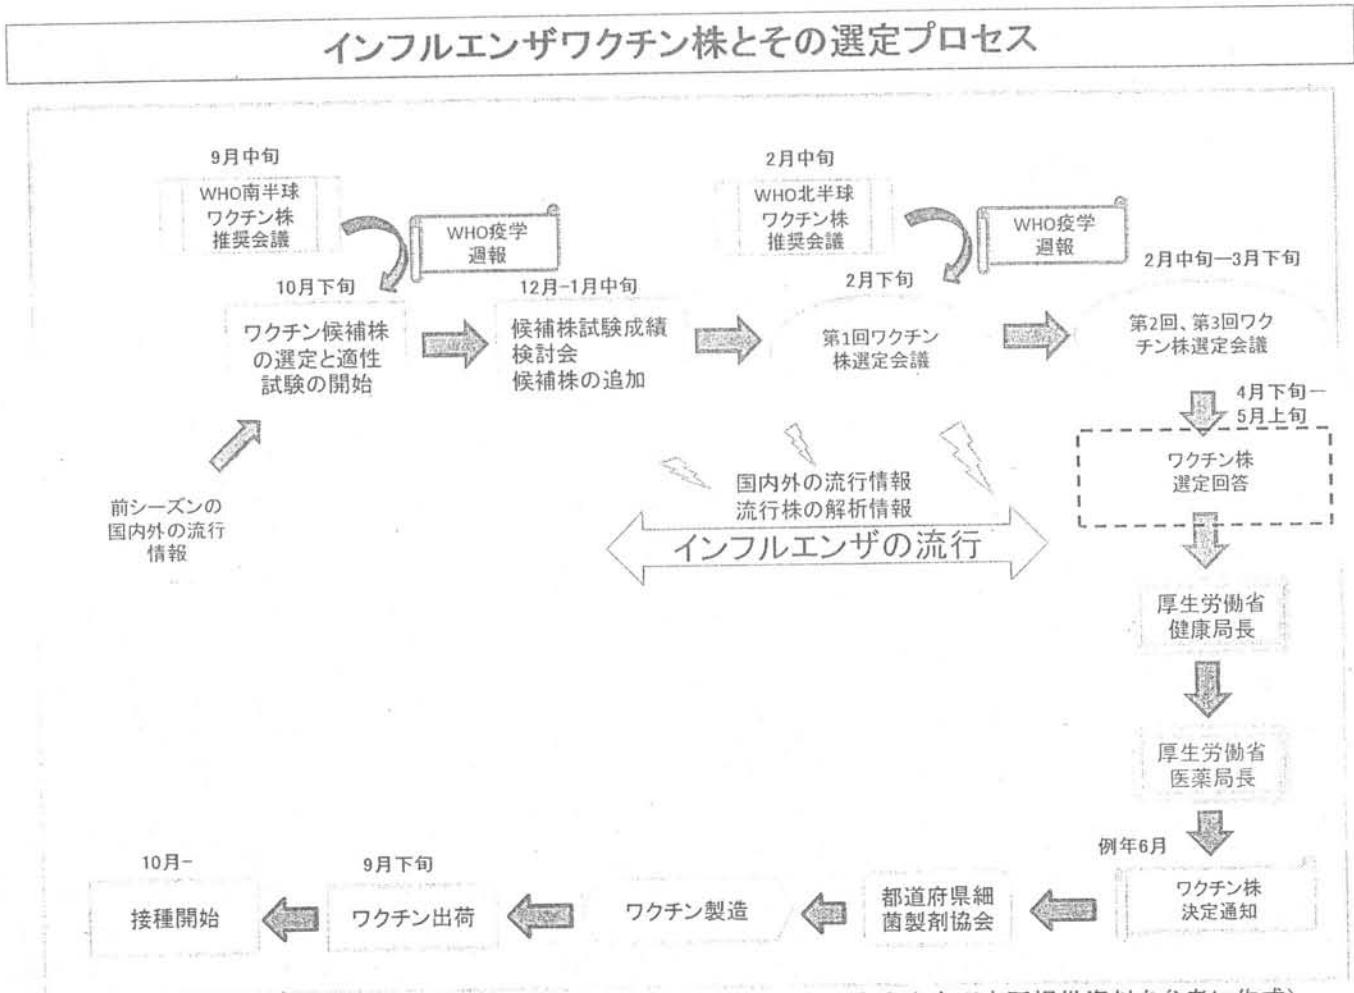 インフルエンザワクチン株とその選定プロセス
9月中旬
WHO南半球
ワクチン株
推奨会議
WHO疫学
週報
2月中旬
WHO北半球
ワクチン株
推奨会議
WHO疫学
週報
10月下旬
ワクチン候補株
の選定と適性
試験の開始
12月-1月中旬
候補株試験成績
検討会
候補株の追加
2月下旬
第1回ワクチン
株選定会議
2月中旬―3月下旬
第2回、第3回ワク
チン株選定会議
前シーズンの
国内外の流行
情報
国内外の流行情報
流行株の解析情報
インフルエンザの流行
4月下旬―
5月上旬
ワクチン株
選定回答
厚生労働省
健康局長
厚生労働省
医薬局長
例年6月
ワクチン株
決定通知
都道府県細
菌製剤協会
ワクチン製造
9月下旬
ワクチン出荷
10月-
接種開始